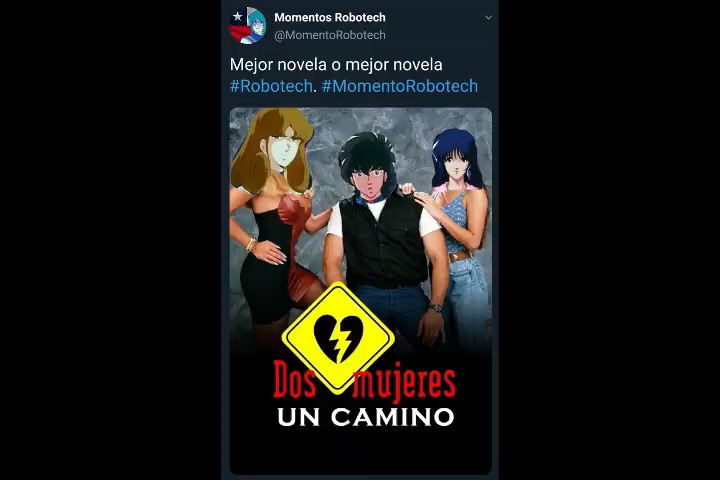 Momentos Robotech
@MomentoRobotech
Mejor novela o mejor novela
#Robotech. #MomentoRobotech
Dos mujeres
UN CAMINO